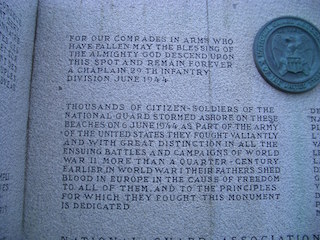 FOR OUR COMRADES IN ARMS WHO
HAVE FALLEN MAY THE BLESSING OF
THE ALMIGHTY GOD DESCEND UPON
THIS SPOT AND REMAIN FOREVER
A CHAPLAIN, 29TH INFANTRY
DIVISION, JUNE 1944
THOUSANDS OF CITIZEN-SOLDIERS OF THE
NATIONAL GUARD STORMED ASHORE ON THESE
BEACHES ON 6 JUNE 1944 AS PART OF THE ARMY
OF THE UNITED STATES. THEY FOUGHT VALIANTLY
AND WITH GREAT DISTINCTION IN ALL THE
ENSUING BATTLES AND CAMPAIGNS OF WORLD
WAR II. MORE THAN A QUARTER-CENTURY
EARLIER, IN WORLD WAR I THEIR FATHERS SHED
BLOOD IN EUROPE IN THE CAUSE OF FREEDOM
TO ALL OF THEM, AND TO THE PRINCIPLES
FOR WHICH THEY FOUGHT THIS MONUMENT
IS DEDICATED